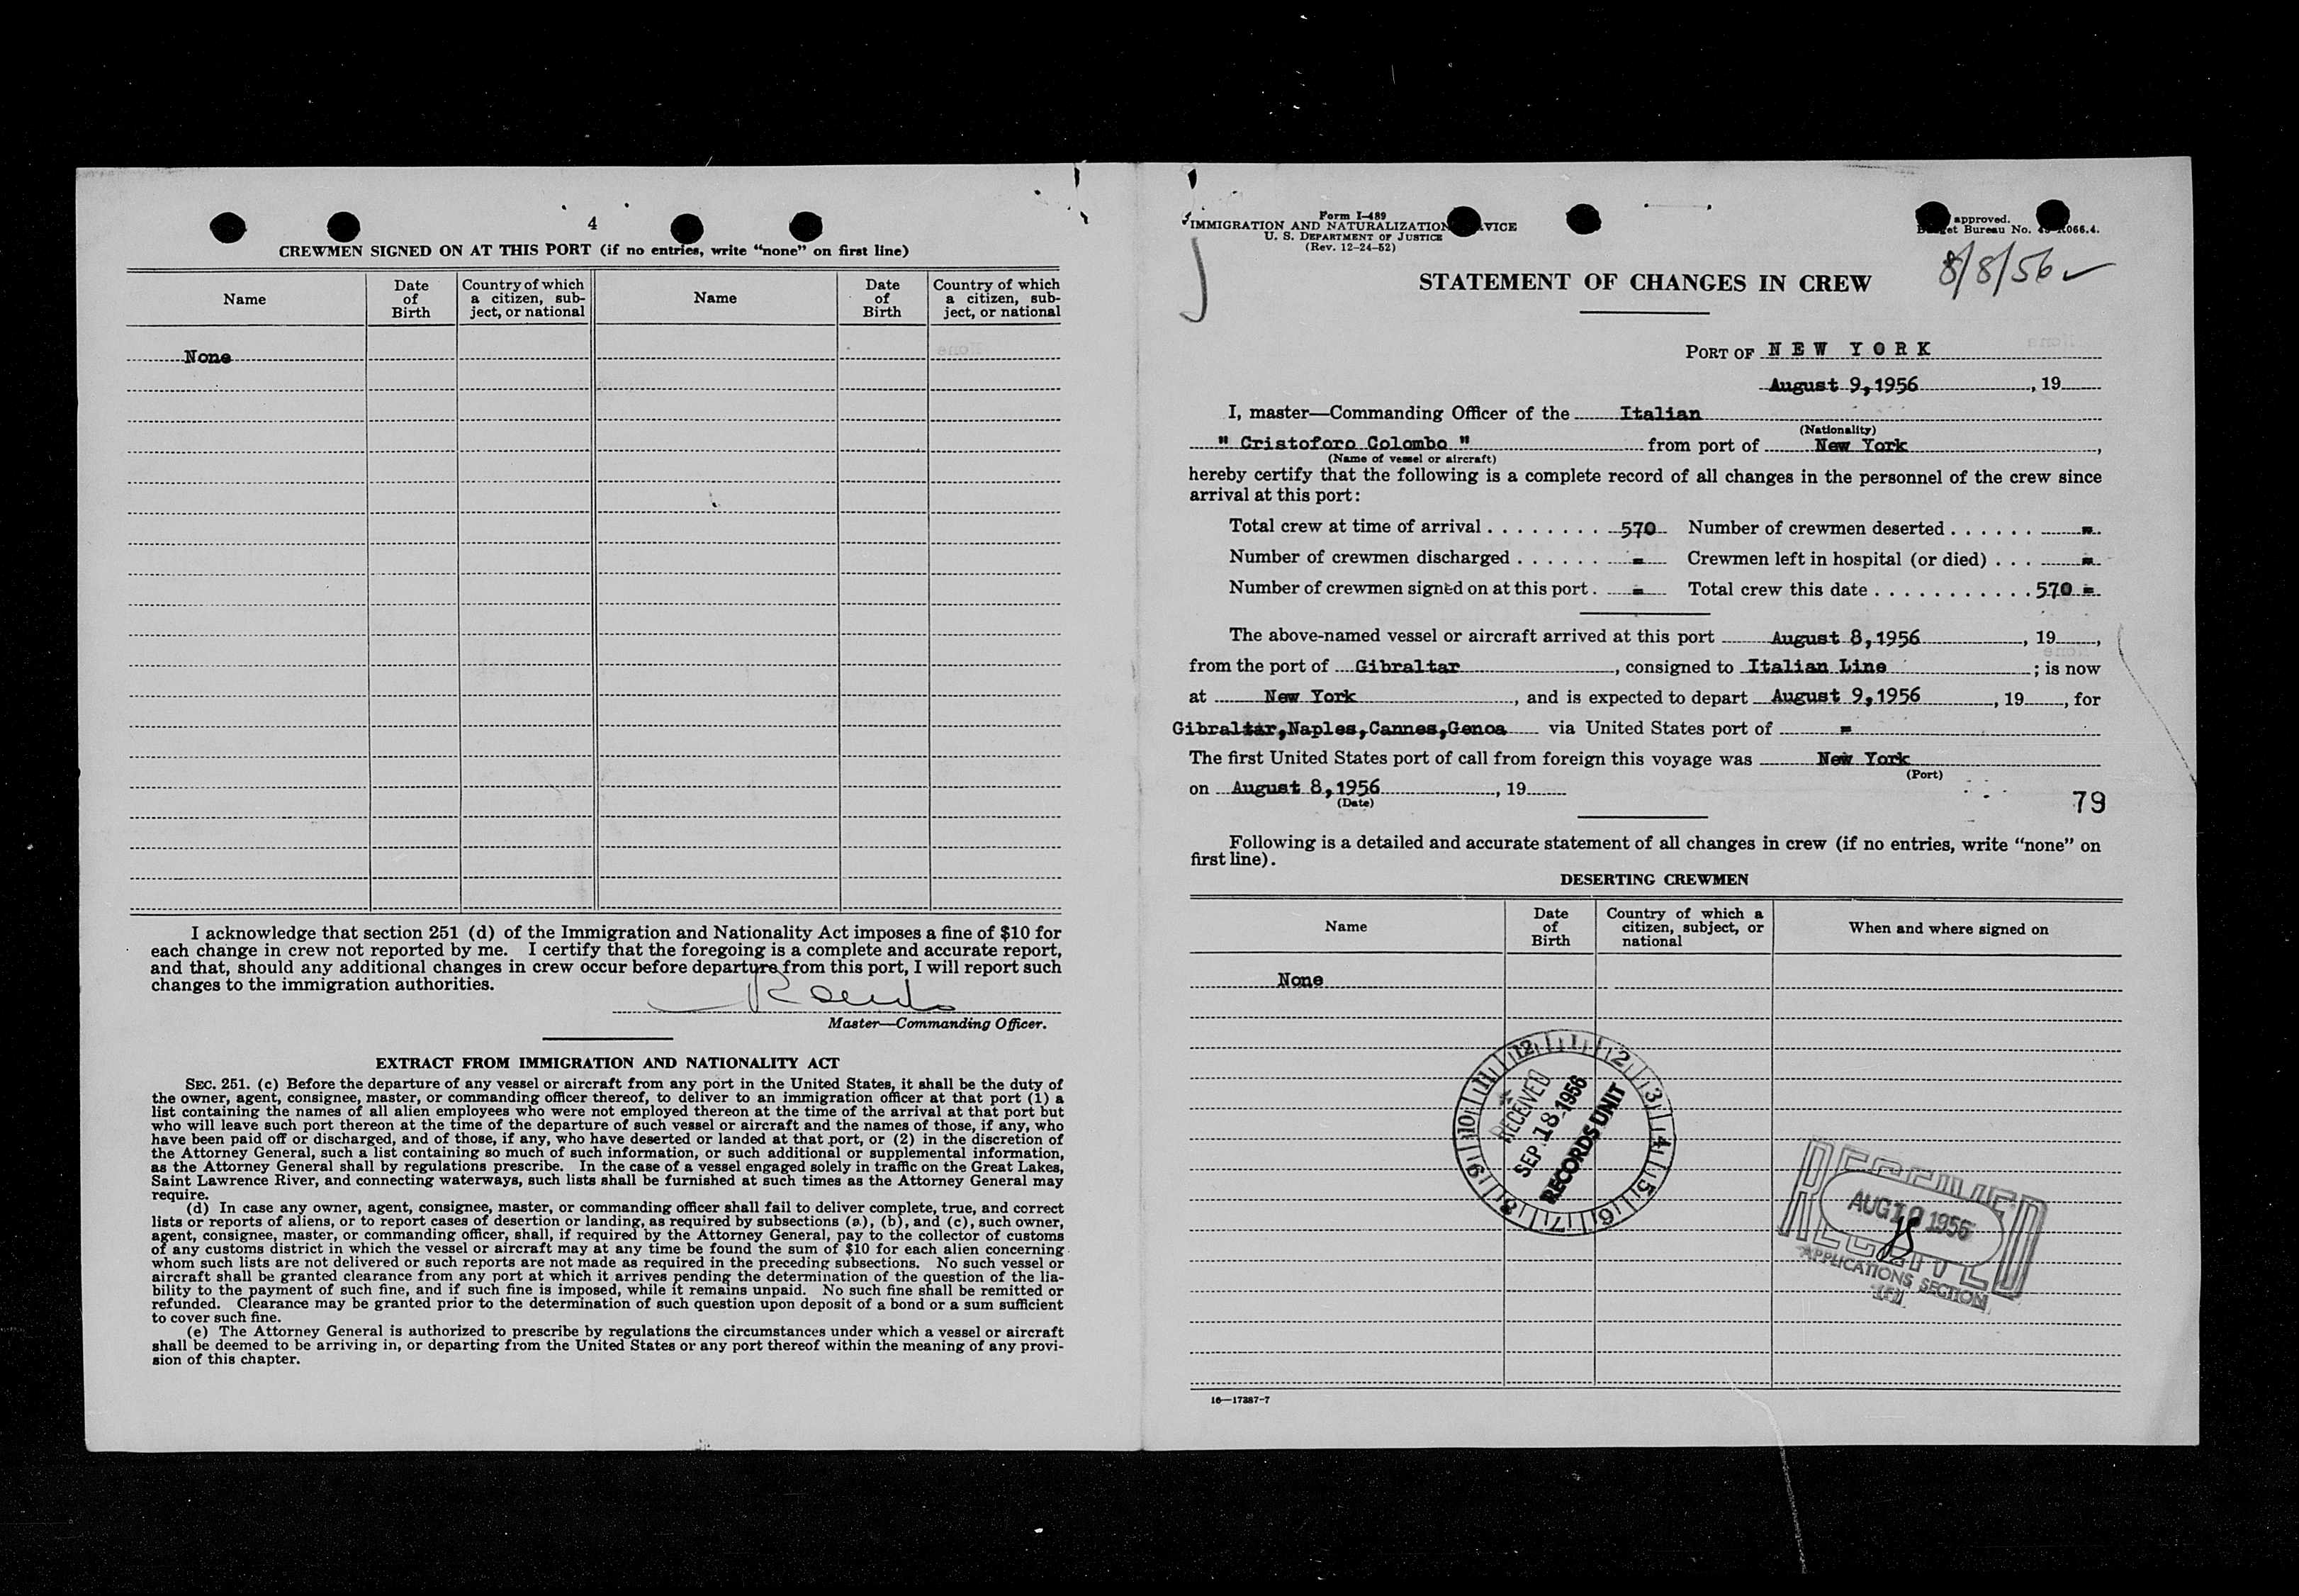 4
CREWMEN SIGNED ON AT THIS PORT (if no entries, write “none” on first line)
Name
Date of Birth
Country of which a citizen, sub-
ject, or national
Name
Date of Birth
Country of which a citizen, sub-
ject, or national
None
I acknowledge that section 251 (d) of the Immigration and Nationality Act imposes a fine of $10 for
each change in crew not reported by me. I certify that the foregoing is a complete and accurate report,
and that, should any additional changes in crew occur before departure from this port, I will report such
changes to the immigration authorities.
Master—Commanding Officer.
EXTRACT FROM IMMIGRATION AND NATIONALITY ACT
SEC. 251. (c) Before the departure of any vessel or aircraft from any port in the United States, it shall be the duty of
the owner, agent, consignee, master, or commanding officer thereof, to deliver to an immigration officer at that port (1) a
list containing the names of all alien employees who were not employed thereon at the time of the arrival at that port but
who will leave such port thereon at the time of the departure of such vessel or aircraft and the names of those, if any, who
have been paid off or discharged, and of those, if any, who have deserted or landed at that port, or (2) in the discretion of
the Attorney General, such a list containing so much of such information, or such additional or supplemental information,
as the Attorney General shall by regulations prescribe. In the case of a vessel engaged solely in traffic on the Great Lakes,
Saint Lawrence River, and connecting waterways, such lists shall be furnished at such times as the Attorney General may
require.
(d) In case any owner, agent, consignee, master, or commanding officer shall fail to deliver complete, true, and correct
lists or reports of aliens, or to report cases of desertion or landing, as required by subsections (a), (b), and (c), such owner,
agent, consignee, master, or commanding officer, shall, if required by the Attorney General, pay to the collector of customs
of any customs district in which the vessel or aircraft may at any time be found the sum of $10 for each alien concerning
whom such lists are not delivered or such reports are not made as required in the preceding subsections. No such vessel or
aircraft shall be granted clearance from any port at which it arrives pending the determination of the question of the lia-
bility to the payment of such fine, and if such fine is imposed, while it remains unpaid. No such fine shall be remitted or
refunded. Clearance may be granted prior to the determination of such question upon deposit of a bond or a sum sufficient
to cover such fine.
(e) The Attorney General is authorized to prescribe by regulations the circumstances under which a vessel or aircraft
shall be deemed to be arriving in, or departing from the United States or any port thereof within the meaning of any provi-
sion of this chapter.
Form I-489
IMMIGRATION AND NATURALIZATION VICE
U. S. DEPARTMENT OF JUSTICE
(Rev. 12-24-52)
approved.
et Bureau No. 066.4.
8/8/56 ✓
STATEMENT OF CHANGES IN CREW
PORT OF NEW YORK
August 9,1956, 19
I, master—Commanding Officer of the Italian
(Nationality)
" Cristoforo Colombo " from port of New York,
(Name of vessel or aircraft)
hereby certify that the following is a complete record of all changes in the personnel of the crew since
arrival at this port:
Total crew at time of arrival . . . . . . . . 570 Number of crewmen deserted . . . . . . =
Number of crewmen discharged . . . . . . = Crewmen left in hospital (or died) . . . =
Number of crewmen signed on at this port . = Total crew this date . . . . . . . . . . . 570 =
The above-named vessel or aircraft arrived at this port August 8,1956, 19,
from the port of Gibraltar, consigned to Italian Line; is now
at New York, and is expected to depart August 9,1956, 19, for
Gibraltar,Naples,Cannes,Genoa via United States port of =
The first United States port of call from foreign this voyage was New York
(Port)
on August 8,1956, 19
(Date)
79
Following is a detailed and accurate statement of all changes in crew (if no entries, write “none” on
first line).
DESERTING CREWMEN
Name
Date of Birth
Country of which a citizen, subject, or national
When and where signed on
None
12 1 2 3 4 5 6 7 8 9 10 11
RECEIVED
SEP 18 1956
RECORDS UNIT
RECEIVED
AUG 10 1956
RECEIVED
APPLICATIONS SECTION
16—17387-7